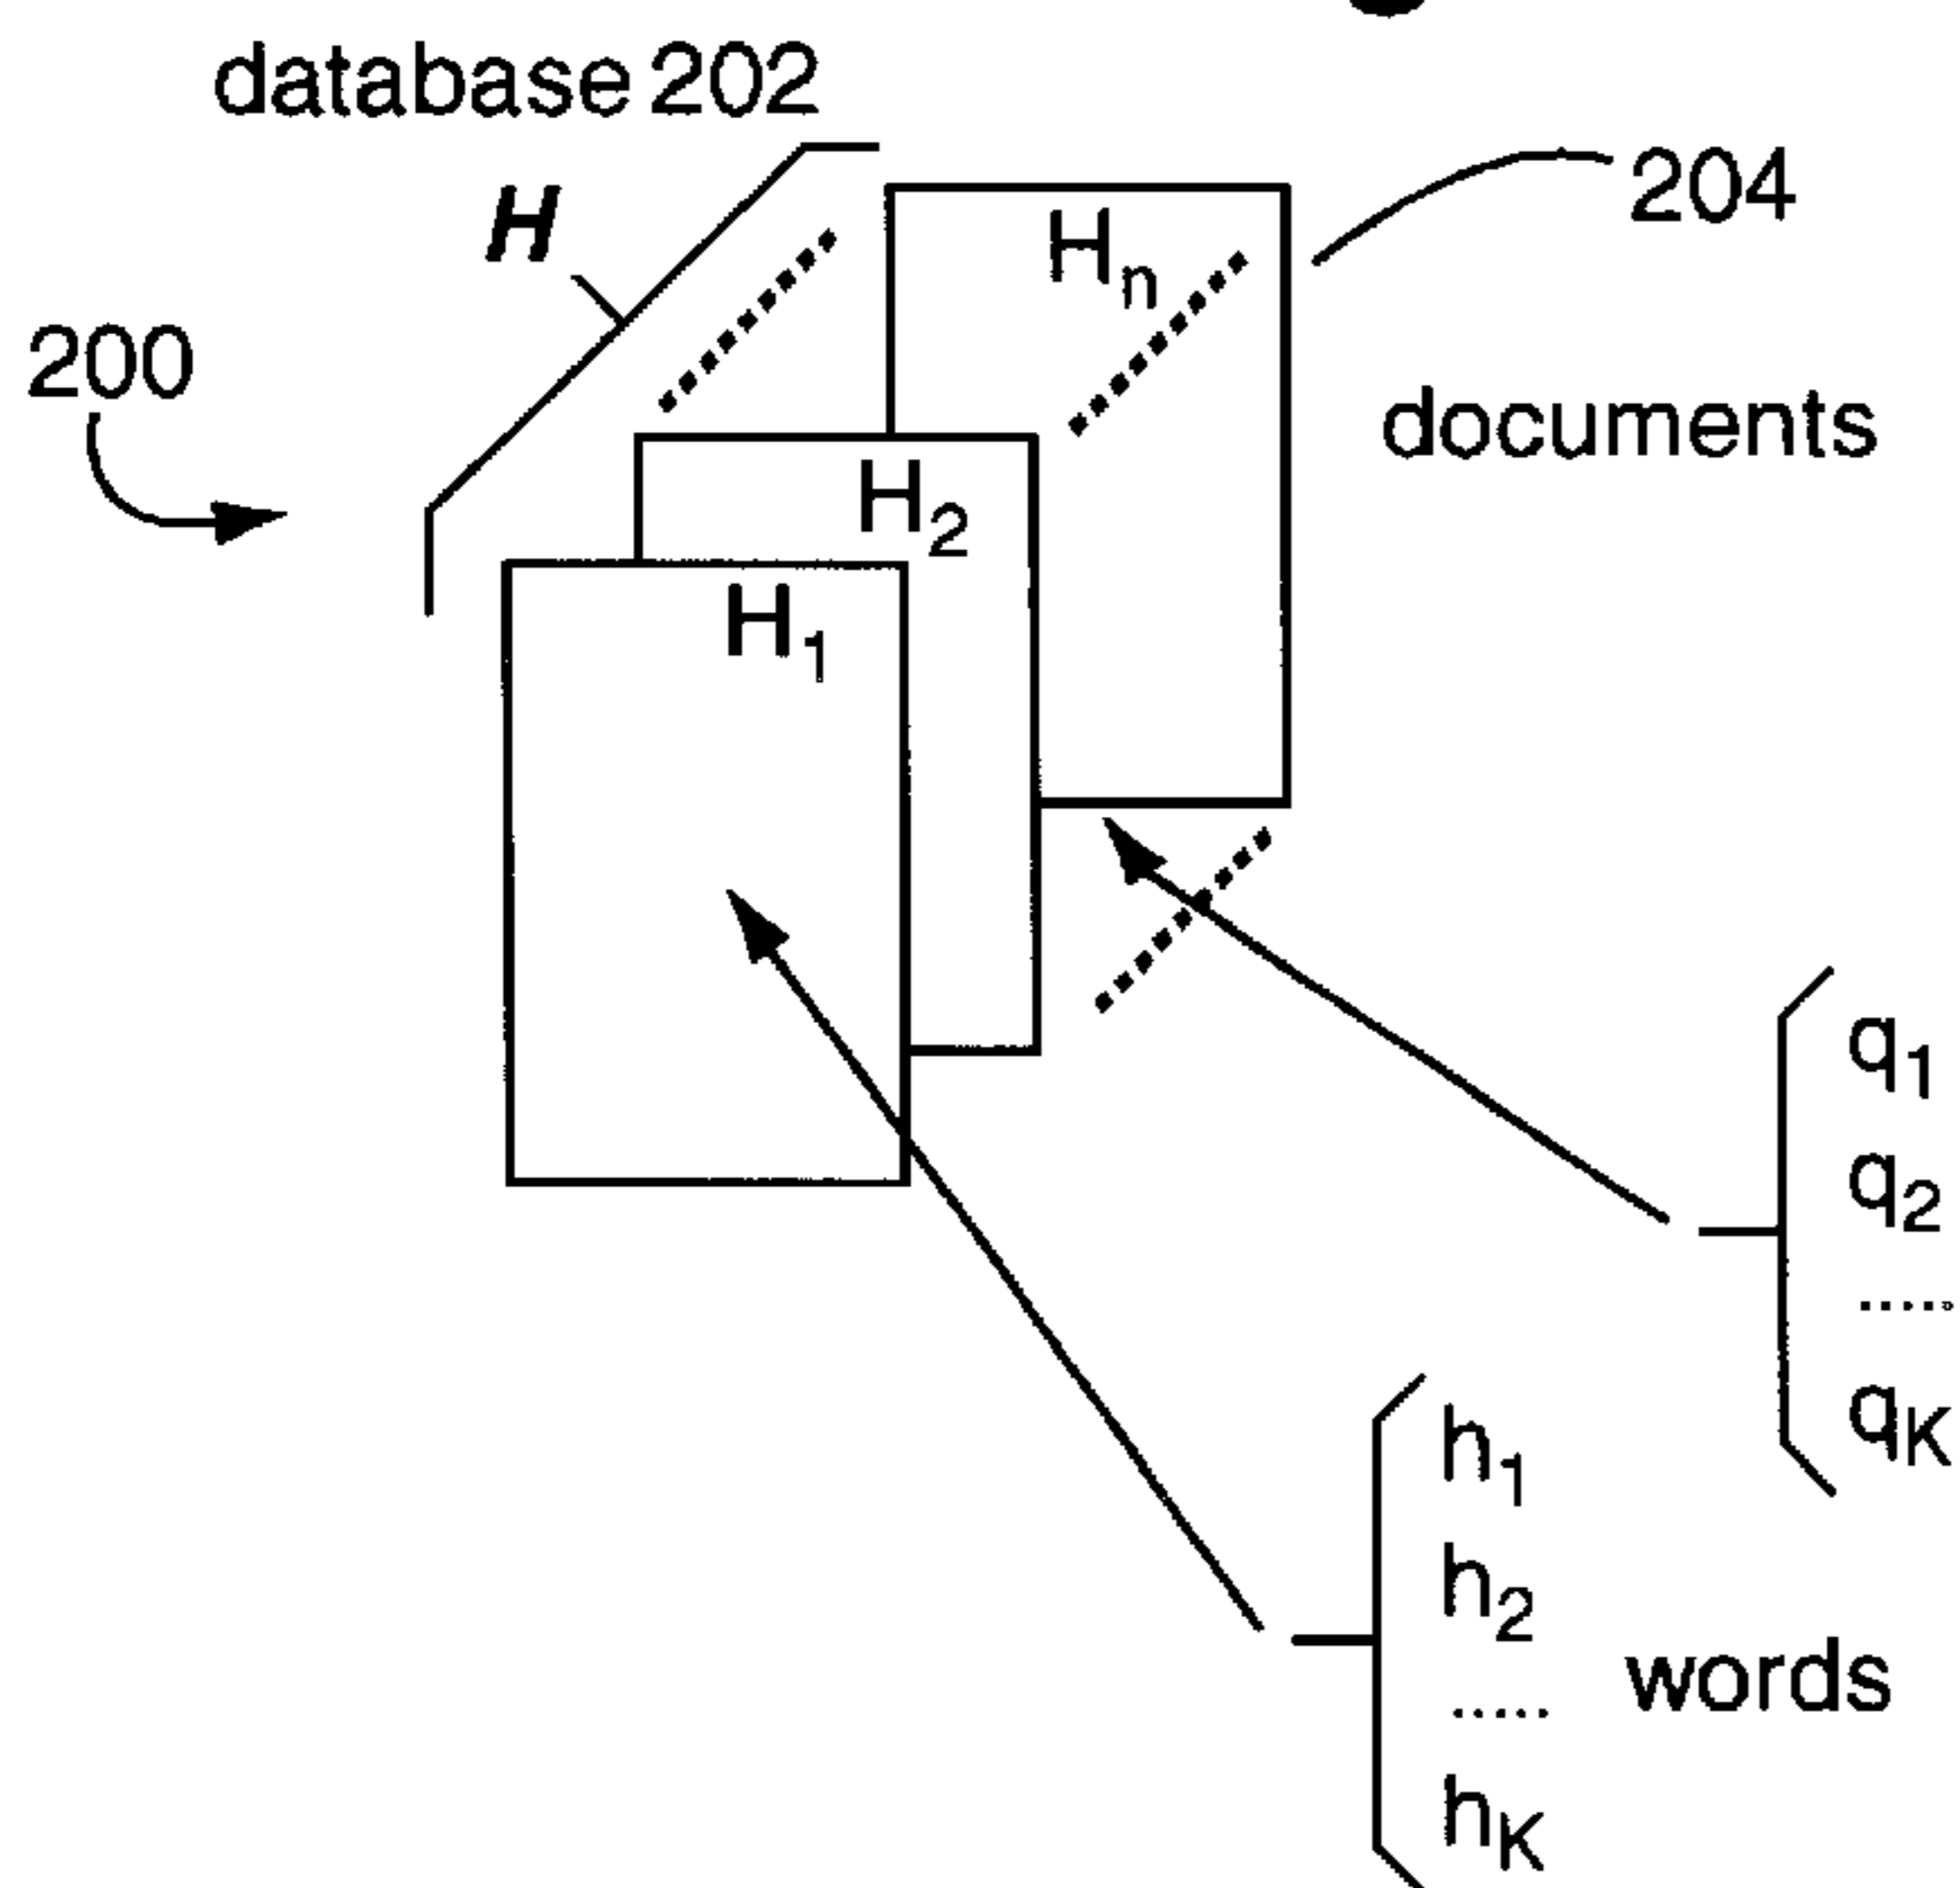 database 202
H
204
Hn
200
documents
H2
H1
q1
q2
.....
qK
h1
h2
.....
words
hK